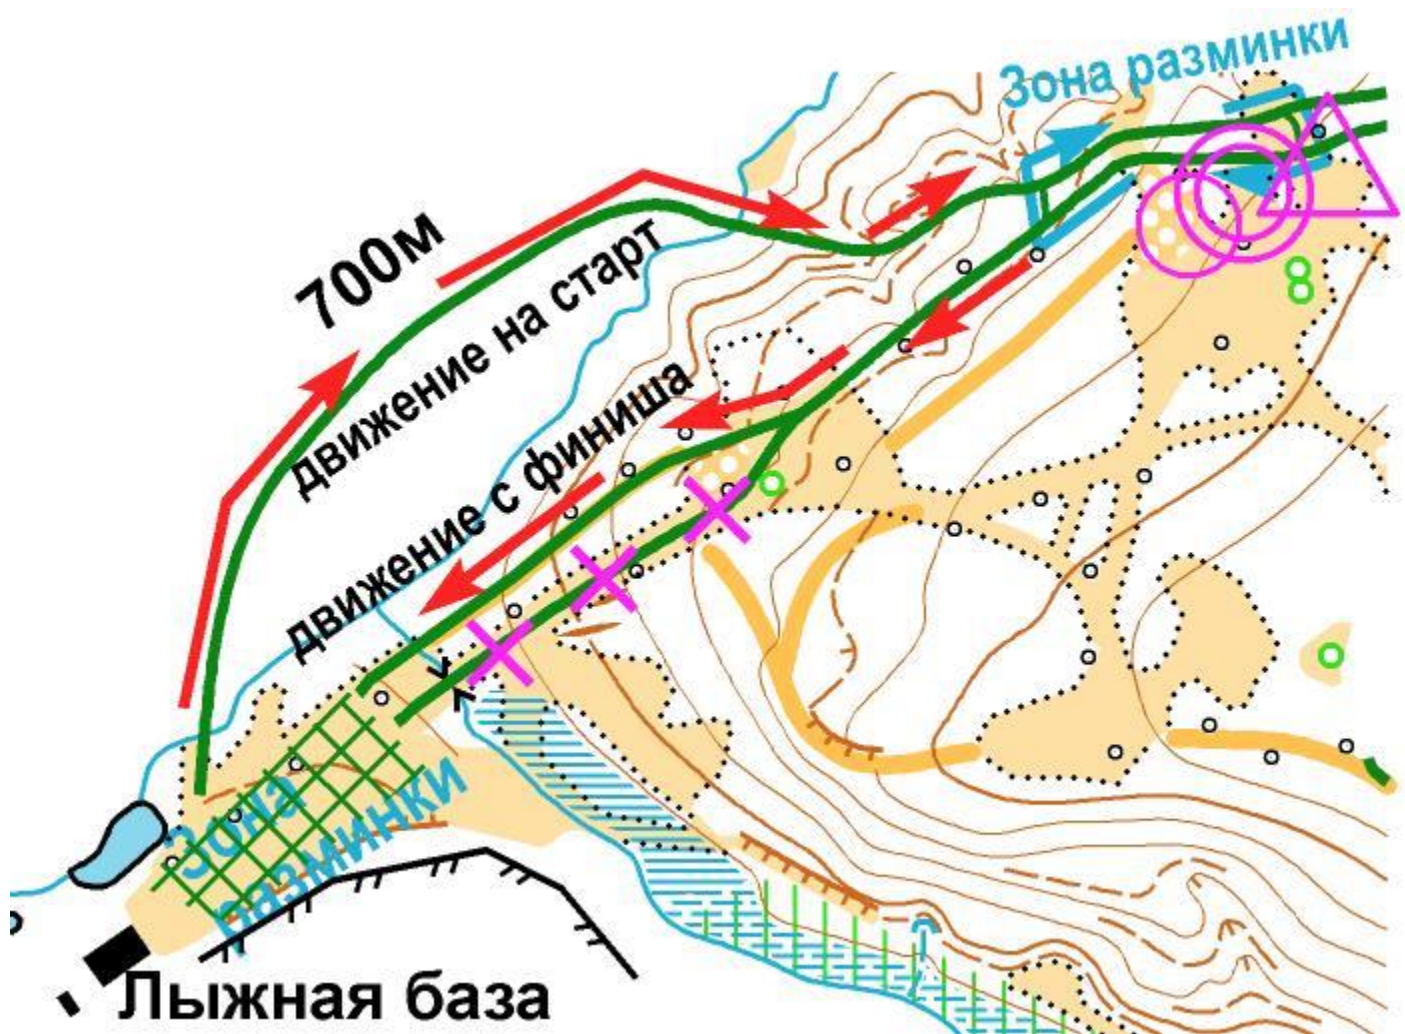 Зона разминки
700м
движение на старт
движение с финиша
Зона
разминки
Лыжная база